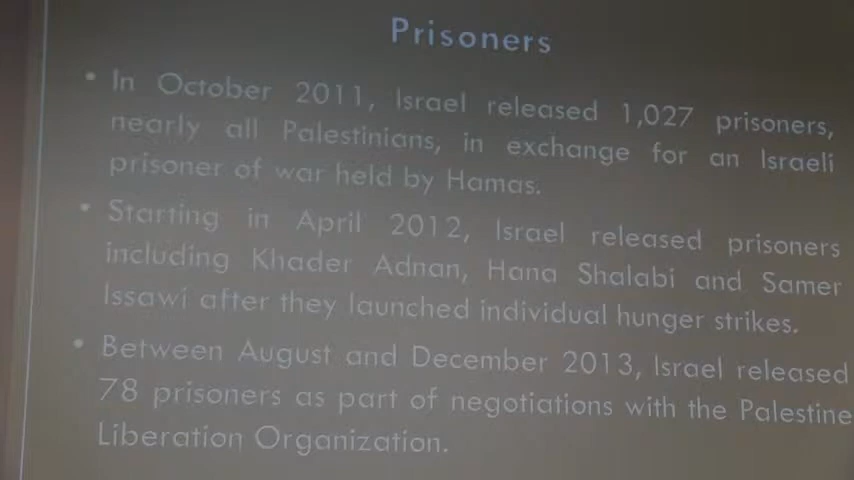 Prisoners
• In October 2011, Israel released 1,027 prisoners,
nearly all Palestinians, in exchange for an Israeli
prisoner of war held by Hamas.
• Starting in April 2012, Israel released prisoners
including Khader Adnan, Hana Shalabi and Samer
Issawi after they launched individual hunger strikes.
• Between August and December 2013, Israel released
78 prisoners as part of negotiations with the Palestine
Liberation Organization.